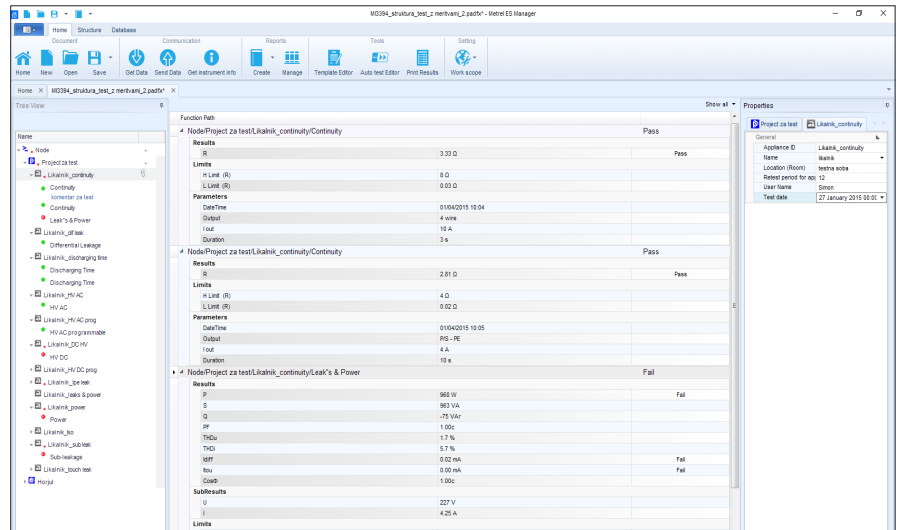 MI3394_struktura_test_z meritvami_2.padfx* - Metrel ES Manager
Home Structure Database
Document Communication Reports Tools Setting
Home New Open Save Get Data Send Data Get instrument info Create Manage Template Editor Auto test Editor Print Results Work scope
Home X MI3394_struktura_test_z meritvami_2.padfx* X
Tree View
Name
Node
Project za test
Likalnik_continuity
Continuity
komentar za test
Continuity
Leak"s & Power
Likalnik_dif leak
Differential Leakage
Likalnik_discharging time
Discharging Time
Discharging Time
Likalnik_HV AC
HV AC
Likalnik_HV AC prog
HV AC programmable
Likalnik_DC HV
HV DC
Likalnik_HV DC prog
Likalnik_Ipe leak
Likalnik_leaks & power
Likalnik_power
Power
Likalnik_Iso
Likalnik_sub leak
Sub-leakage
Likalnik_touch leak
Horjul
Show all
Function Path
Node/Project za test/Likalnik_continuity/Continuity Pass
Results
R 3.33 Ω Pass
Limits
H Limit (R) 8 Ω
L Limit (R) 0.03 Ω
Parameters
DateTime 01/04/2015 10:04
Output 4 wire
I out 10 A
Duration 3 s
Node/Project za test/Likalnik_continuity/Continuity Pass
Results
R 2.81 Ω Pass
Limits
H Limit (R) 4 Ω
L Limit (R) 0.02 Ω
Parameters
DateTime 01/04/2015 10:05
Output P/S - PE
I out 4 A
Duration 10 s
Node/Project za test/Likalnik_continuity/Leak"s & Power Fail
Results
P 960 W Fail
S 963 VA
Q -75 VAr
PF 1.00c
THDu 1.7 %
THDi 5.7 %
Idiff 0.02 mA Fail
Itou 0.00 mA Fail
CosΦ 1.00c
SubResults
U 227 V
I 4.25 A
Limits
Properties
Project za test Likalnik_continuity
General
Appliance ID Likalnik_continuity
Name likalnik
Location (Room) testna soba
Retest period for app 12
User Name Simon
Test date 27 January 2015 00:00